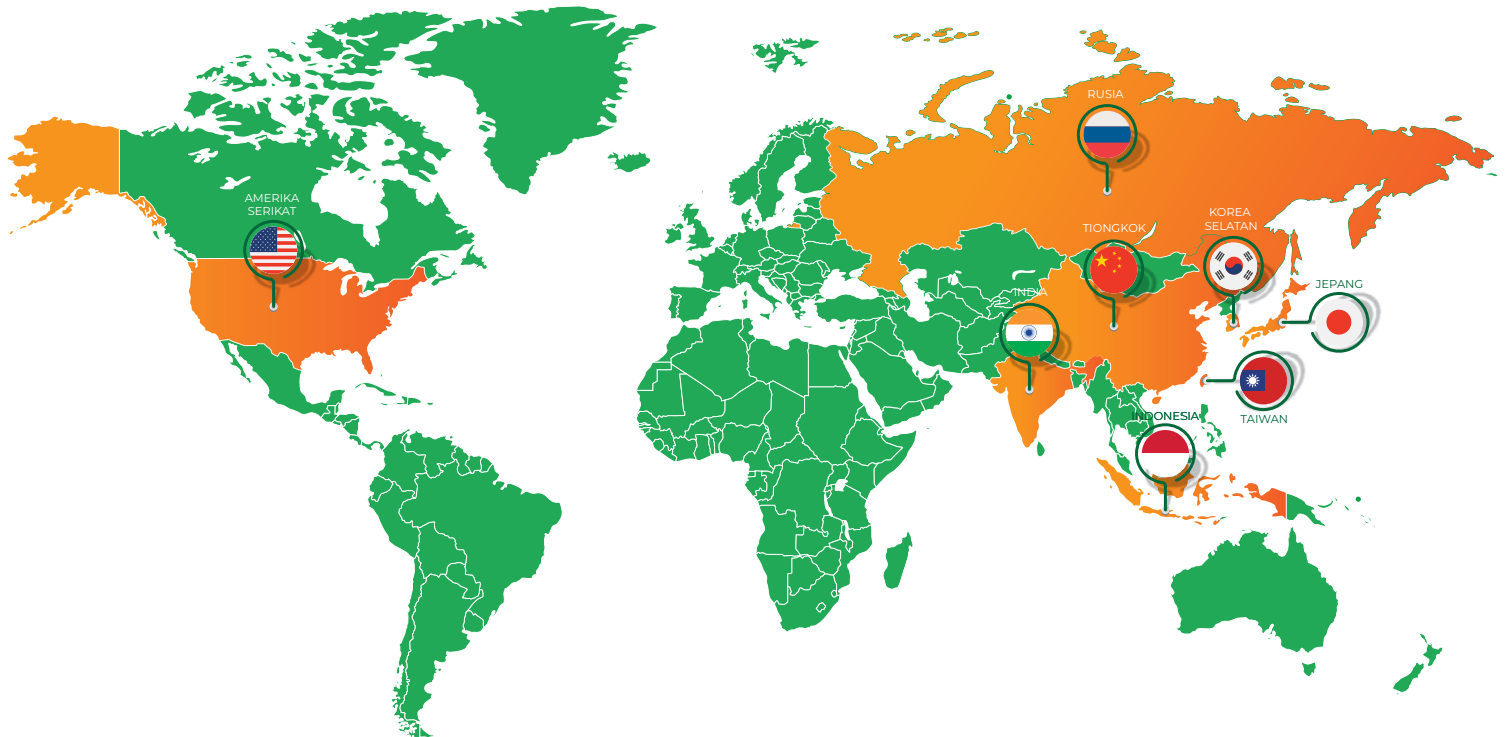 RUSIA
AMERIKA
SERIKAT
TIONGKOK
KOREA
SELATAN
INDIA
JEPANG
INDONESIA
TAIWAN